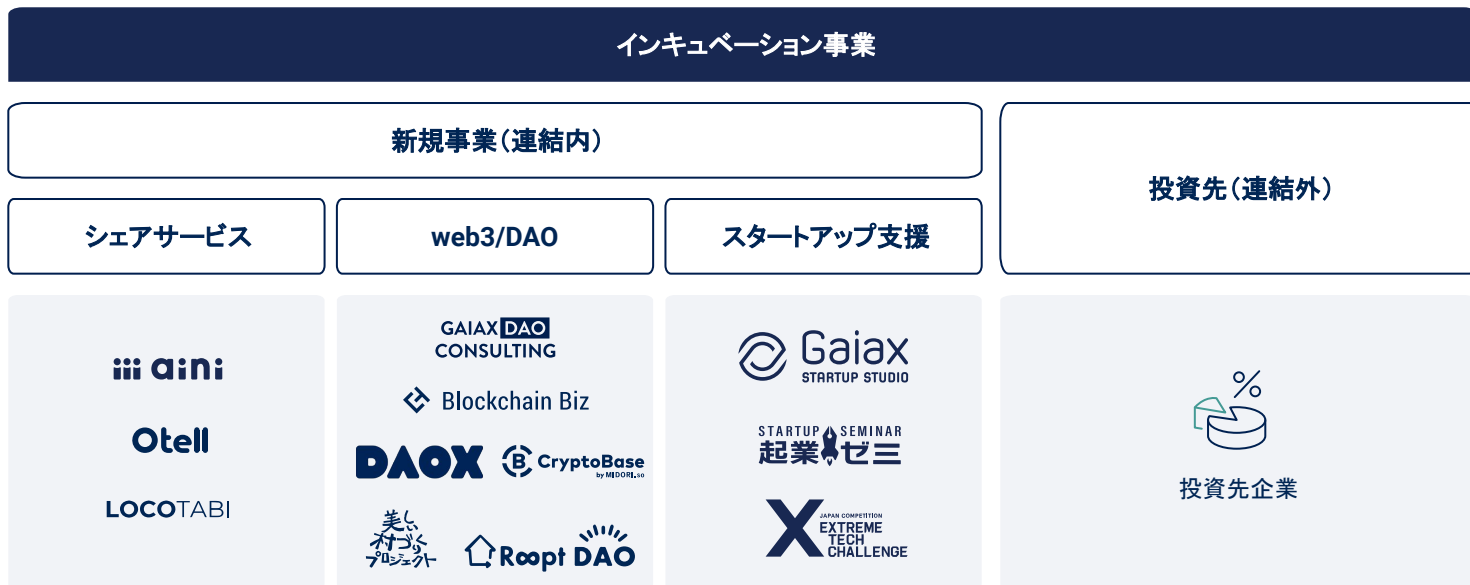 インキュベーション事業
新規事業（連結内）
投資先（連結外）
シェアサービス
web3/DAO
スタートアップ支援
aini
Otell
LOCOTABI
GAIAX DAO
CONSULTING
Blockchain Biz
DAOX
CryptoBase
by MIDORI.so
美しい
村づくり
プロジェクト
Roopt DAO
Gaiax
STARTUP STUDIO
STARTUP SEMINAR
起業ゼミ
X
JAPAN COMPETITION
EXTREME
TECH
CHALLENGE
%
投資先企業